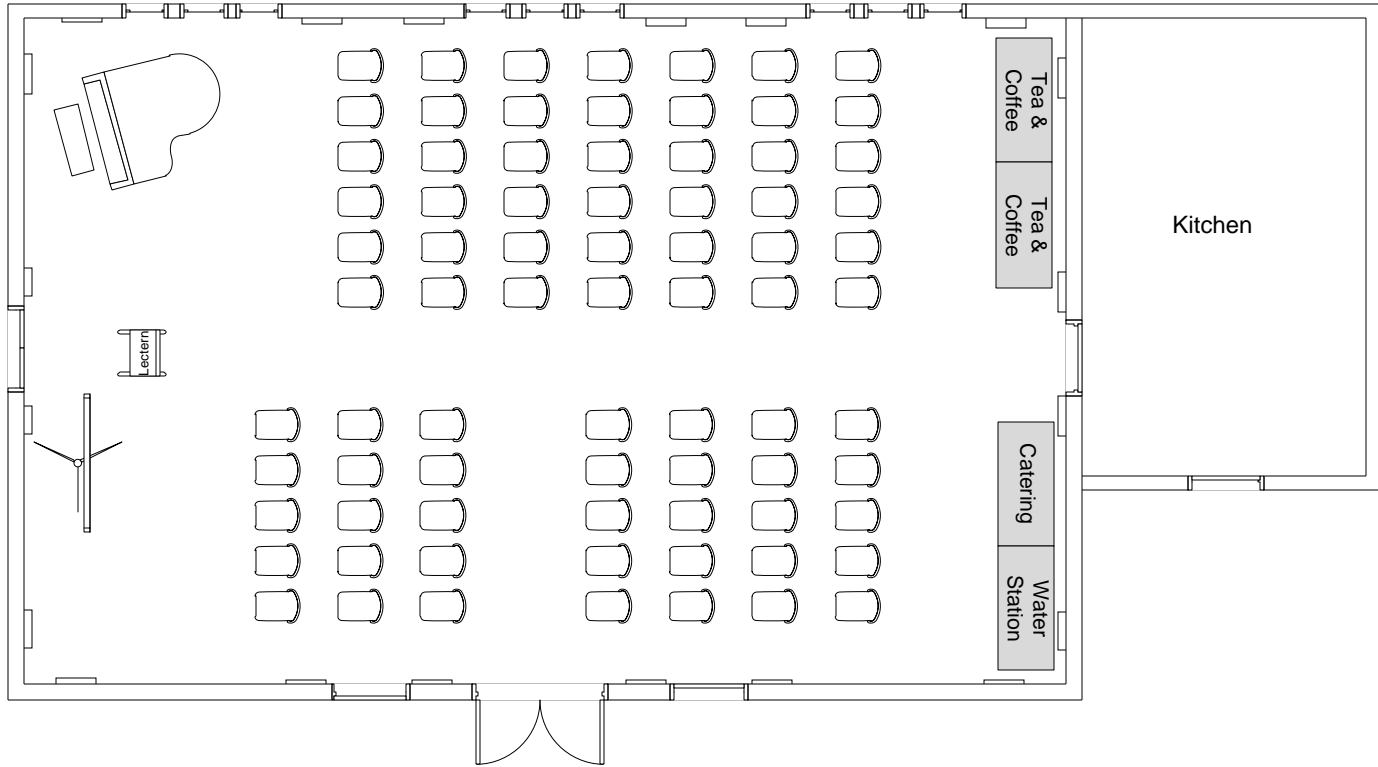 Tea &
Coffee
Tea &
Coffee
Kitchen
Lectern
Catering
Water
Station